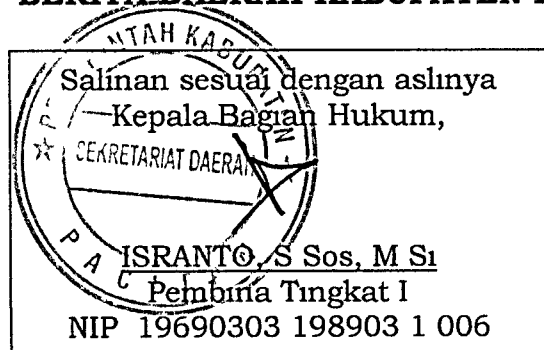 Salinan sesuai dengan aslinya
Kepala Bagian Hukum,
SEKRETARIAT DAERAH
ISRANTO, S Sos, M Si
Pembina Tingkat I
NIP 19690303 198903 1 006